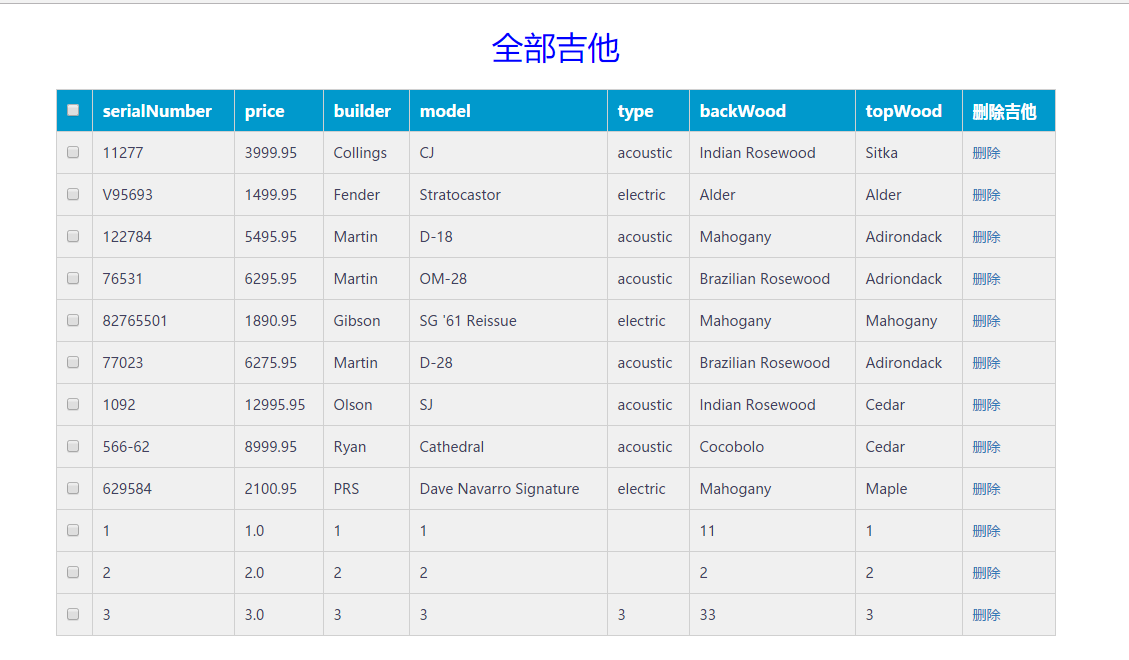 全部吉他
serialNumber price builder model type backWood topWood 删除吉他
11277 3999.95 Collings CJ acoustic Indian Rosewood Sitka 删除
V95693 1499.95 Fender Stratocastor electric Alder Alder 删除
122784 5495.95 Martin D-18 acoustic Mahogany Adirondack 删除
76531 6295.95 Martin OM-28 acoustic Brazilian Rosewood Adriondack 删除
82765501 1890.95 Gibson SG '61 Reissue electric Mahogany Mahogany 删除
77023 6275.95 Martin D-28 acoustic Brazilian Rosewood Adirondack 删除
1092 12995.95 Olson SJ acoustic Indian Rosewood Cedar 删除
566-62 8999.95 Ryan Cathedral acoustic Cocobolo Cedar 删除
629584 2100.95 PRS Dave Navarro Signature electric Mahogany Maple 删除
1 1.0 1 1 11 1 删除
2 2.0 2 2 2 2 删除
3 3.0 3 3 3 33 3 删除